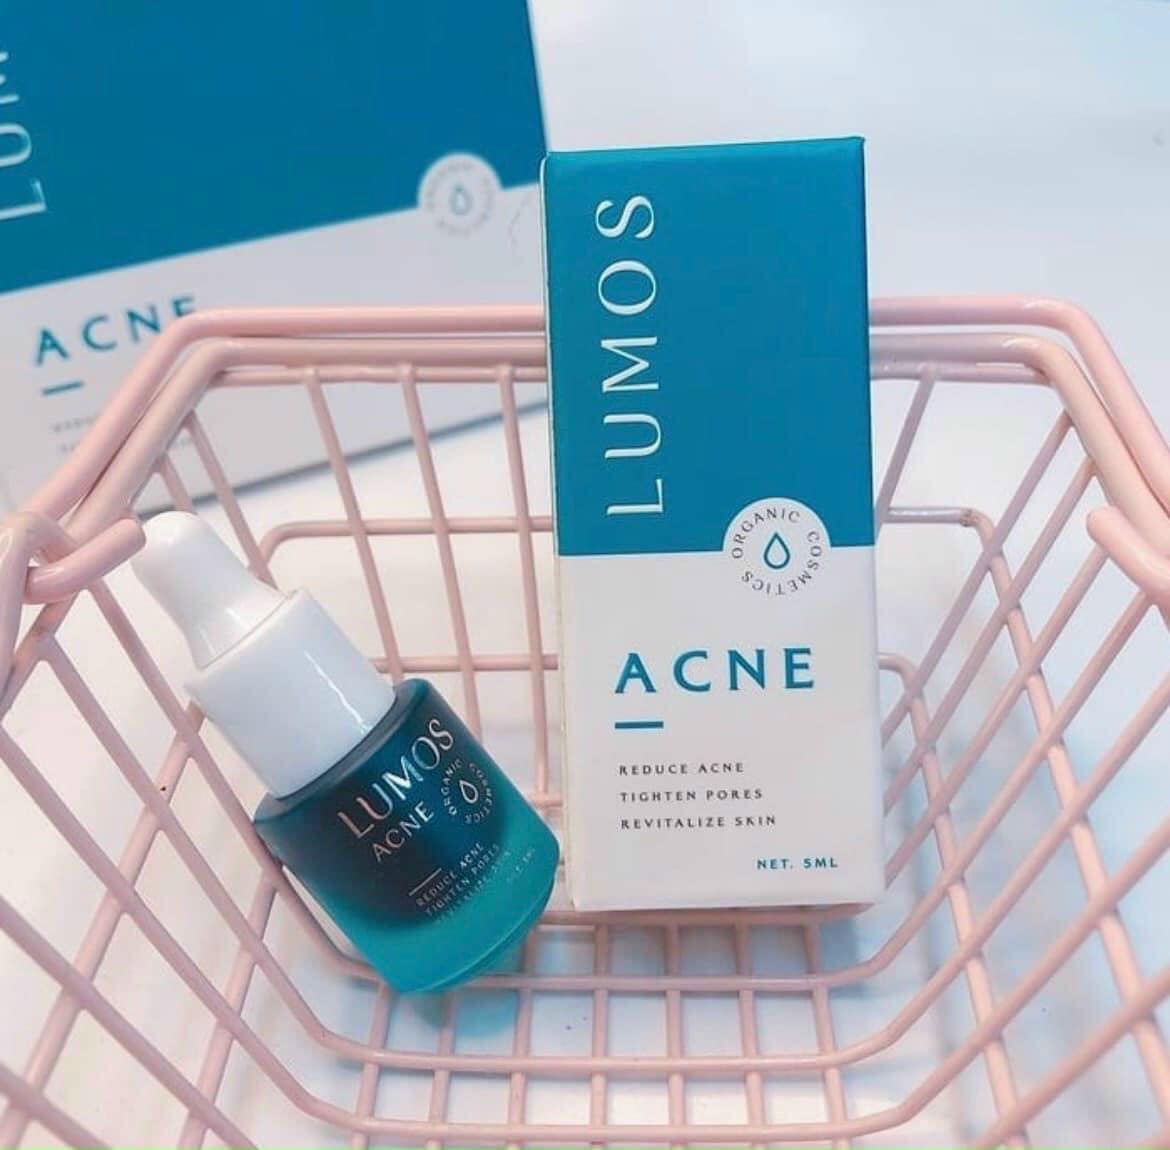 LUM
ACNE
LUMOS
ORGANIC COSMETICS
ACNE
REDUCE ACNE
TIGHTEN PORES
REVITALIZE SKIN
NET. 5ML
LUMOS
ACNE
ORGANIC COSMETICS
REDUCE ACNE
TIGHTEN PORES